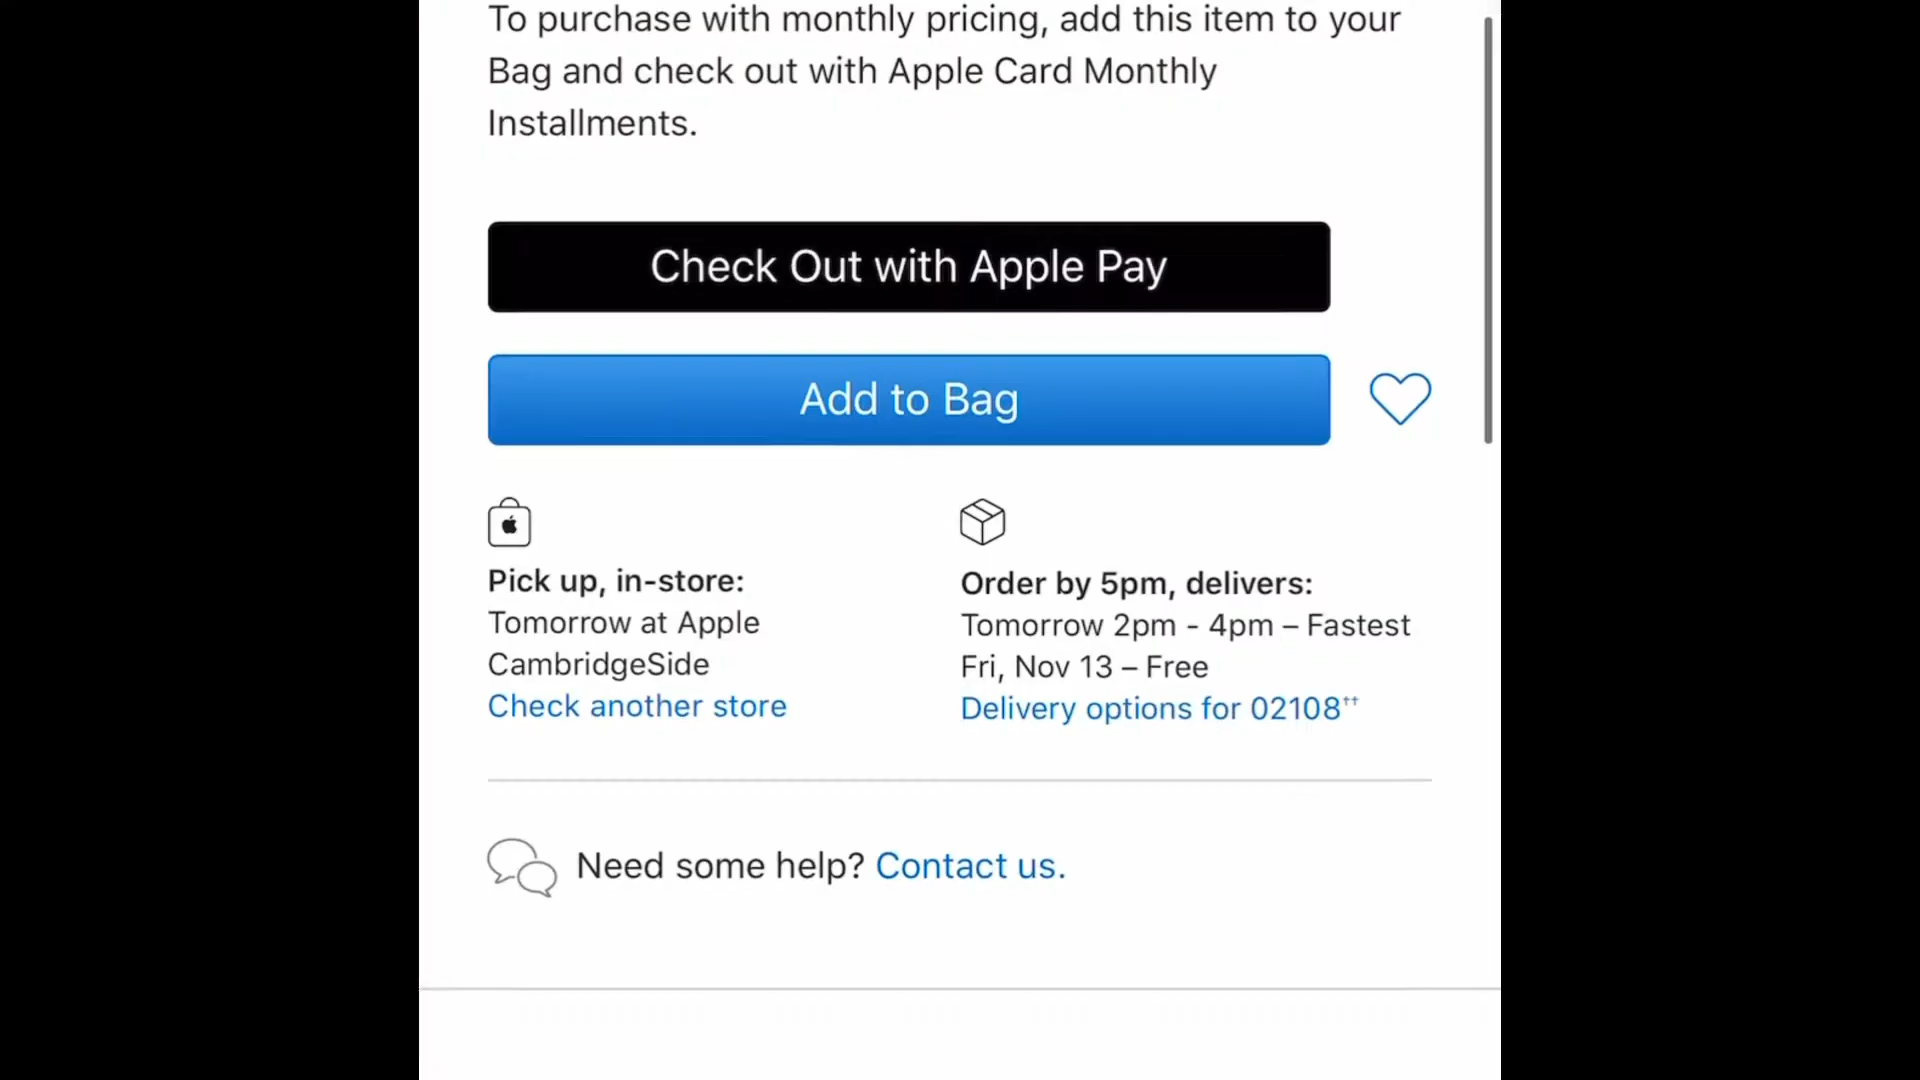 To purchase with monthly pricing, add this item to your
Bag and check out with Apple Card Monthly
Installments.
Check Out with Apple Pay
Add to Bag
Pick up, in-store:
Tomorrow at Apple
CambridgeSide
Check another store
Order by 5pm, delivers:
Tomorrow 2pm - 4pm – Fastest
Fri, Nov 13 – Free
Delivery options for 02108††
Need some help? Contact us.